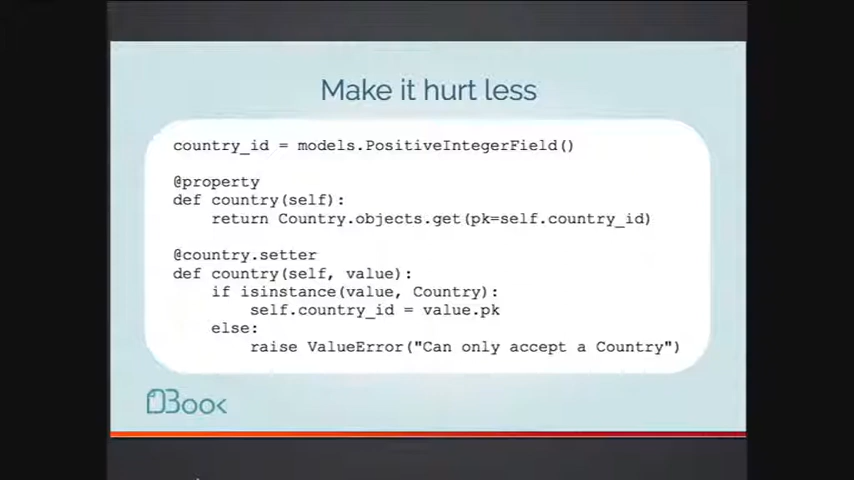 Make it hurt less
country_id = models.PositiveIntegerField()
@property
def country(self):
    return Country.objects.get(pk=self.country_id)
@country.setter
def country(self, value):
    if isinstance(value, Country):
        self.country_id = value.pk
    else:
        raise ValueError("Can only accept a Country")
DBook